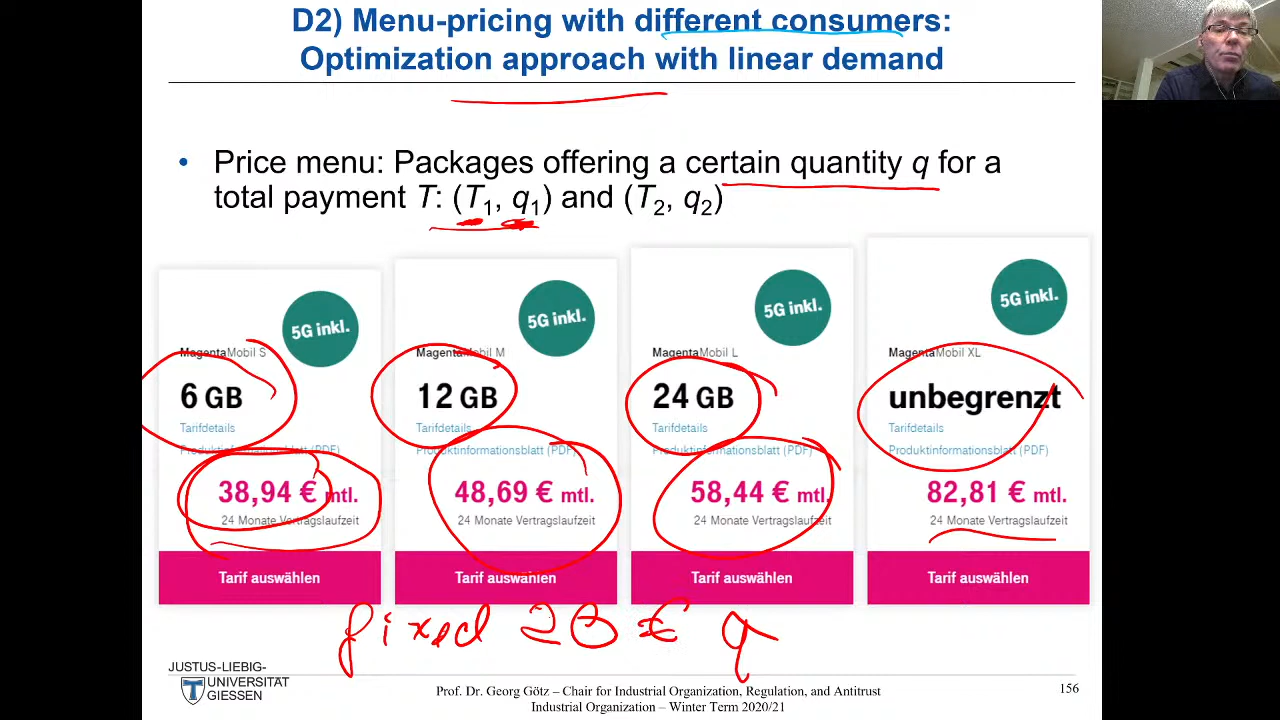 D2) Menu-pricing with different consumers:
Optimization approach with linear demand
• Price menu: Packages offering a certain quantity q for a
total payment T: (T1, q1) and (T2, q2)
5G inkl.
MagentaMobil S
6 GB
Tarifdetails
Produktinformationsblatt (PDF)
38,94 € mtl.
24 Monate Vertragslaufzeit
Tarif auswählen
5G inkl.
MagentaMobil M
12 GB
Tarifdetails
Produktinformationsblatt (PDF)
48,69 € mtl.
24 Monate Vertragslaufzeit
Tarif auswählen
5G inkl.
MagentaMobil L
24 GB
Tarifdetails
Produktinformationsblatt (PDF)
58,44 € mtl.
24 Monate Vertragslaufzeit
Tarif auswählen
5G inkl.
MagentaMobil XL
unbegrenzt
Tarifdetails
Produktinformationsblatt (PDF)
82,81 € mtl.
24 Monate Vertragslaufzeit
Tarif auswählen
fixed € q
JUSTUS-LIEBIG-
UNIVERSITÄT
GIESSEN
Prof. Dr. Georg Götz – Chair for Industrial Organization, Regulation, and Antitrust
Industrial Organization – Winter Term 2020/21
156